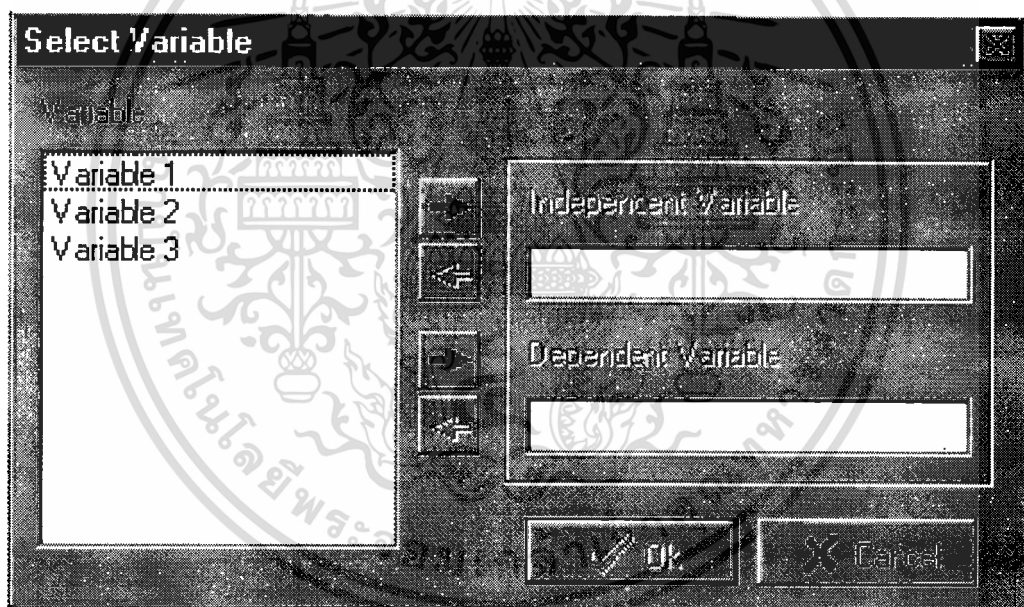 Select Variable
Variable
Variable 1
Variable 2
Variable 3
Independent Variable
Dependent Variable
Ok
Cancel